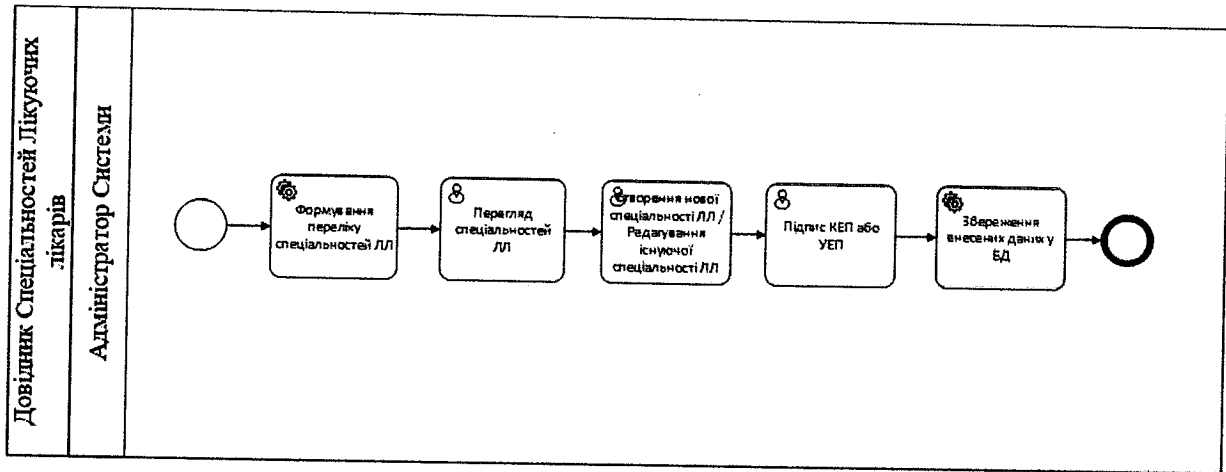 Довідник Спеціальностей Лікуючих
лікарів
Адміністратор Системи
Формування
переліку
спеціальностей ЛЛ
Перегляд
спеціальностей
ЛЛ
створення нової
спеціальності ЛЛ /
Редагування
існуючої
спеціальності ЛЛ
Підпис КЕП або
УЕП
Збереження
внесених даних у
БД